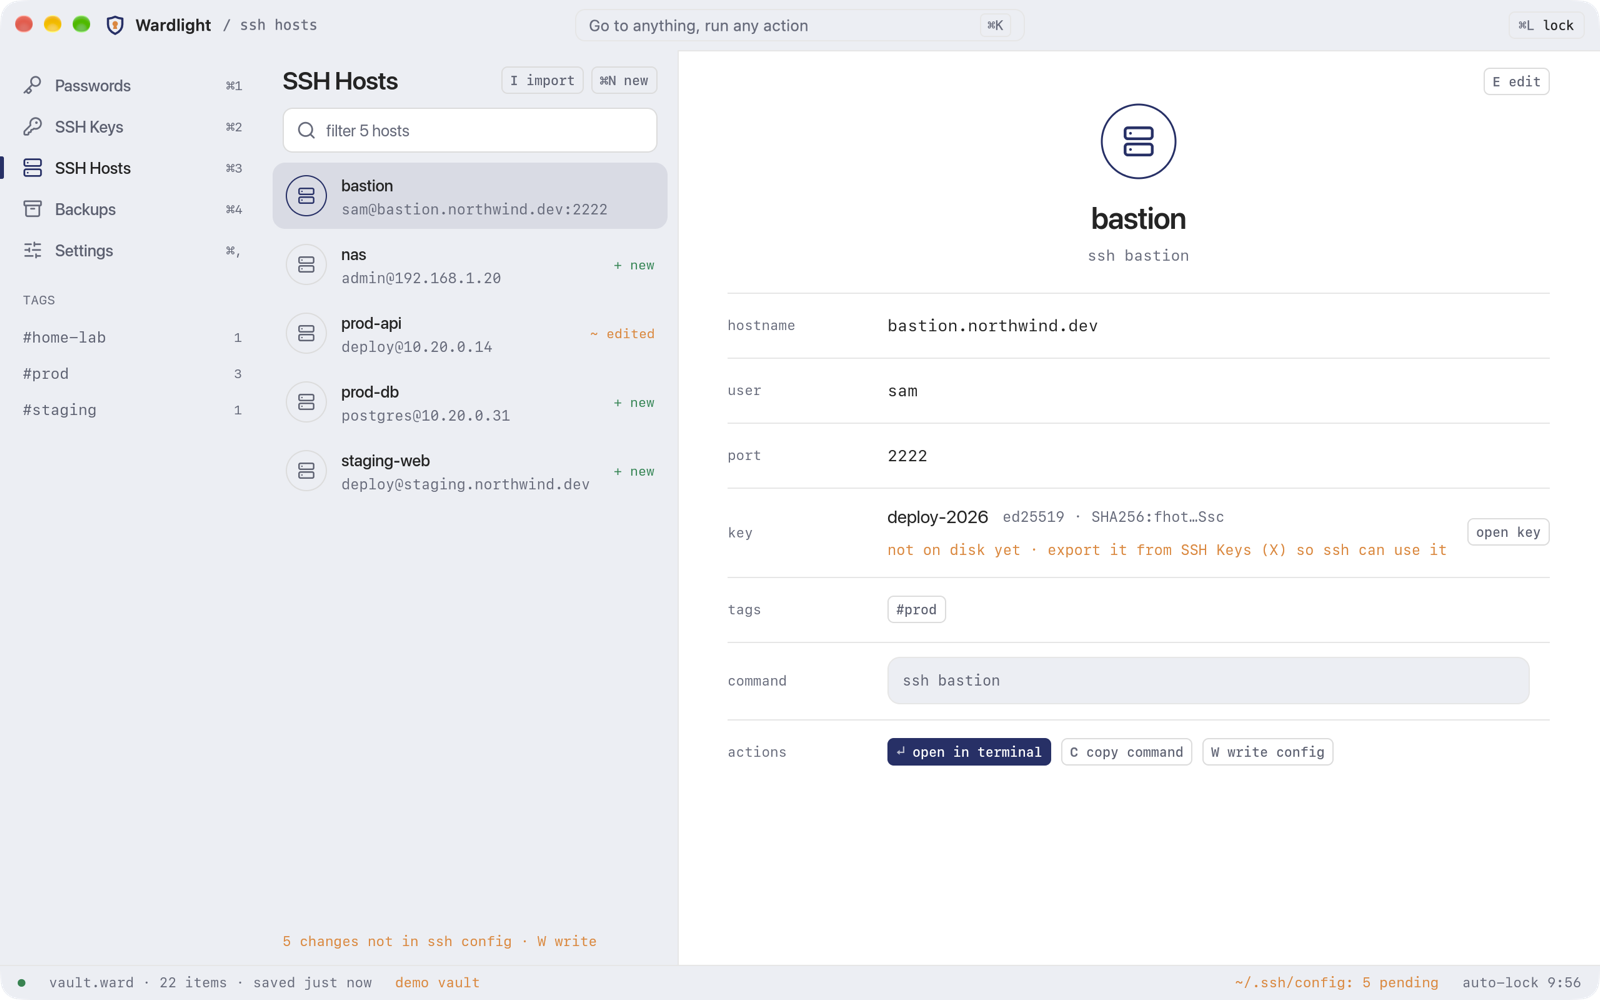 Wardlight / ssh hosts
Go to anything, run any action ⌘K
⌘L lock
Passwords ⌘1
SSH Keys ⌘2
SSH Hosts ⌘3
Backups ⌘4
Settings ⌘,
TAGS
#home-lab 1
#prod 3
#staging 1
SSH Hosts
I import
⌘N new
filter 5 hosts
bastion
sam@bastion.northwind.dev:2222
nas
admin@192.168.1.20
+ new
prod-api
deploy@10.20.0.14
~ edited
prod-db
postgres@10.20.0.31
+ new
staging-web
deploy@staging.northwind.dev
+ new
5 changes not in ssh config · W write
E edit
bastion
ssh bastion
hostname bastion.northwind.dev
user sam
port 2222
key deploy-2026 ed25519 · SHA256:fhot…Ssc
not on disk yet · export it from SSH Keys (X) so ssh can use it
open key
tags #prod
command ssh bastion
actions ⏎ open in terminal C copy command W write config
vault.ward · 22 items · saved just now demo vault
~/.ssh/config: 5 pending auto-lock 9:56